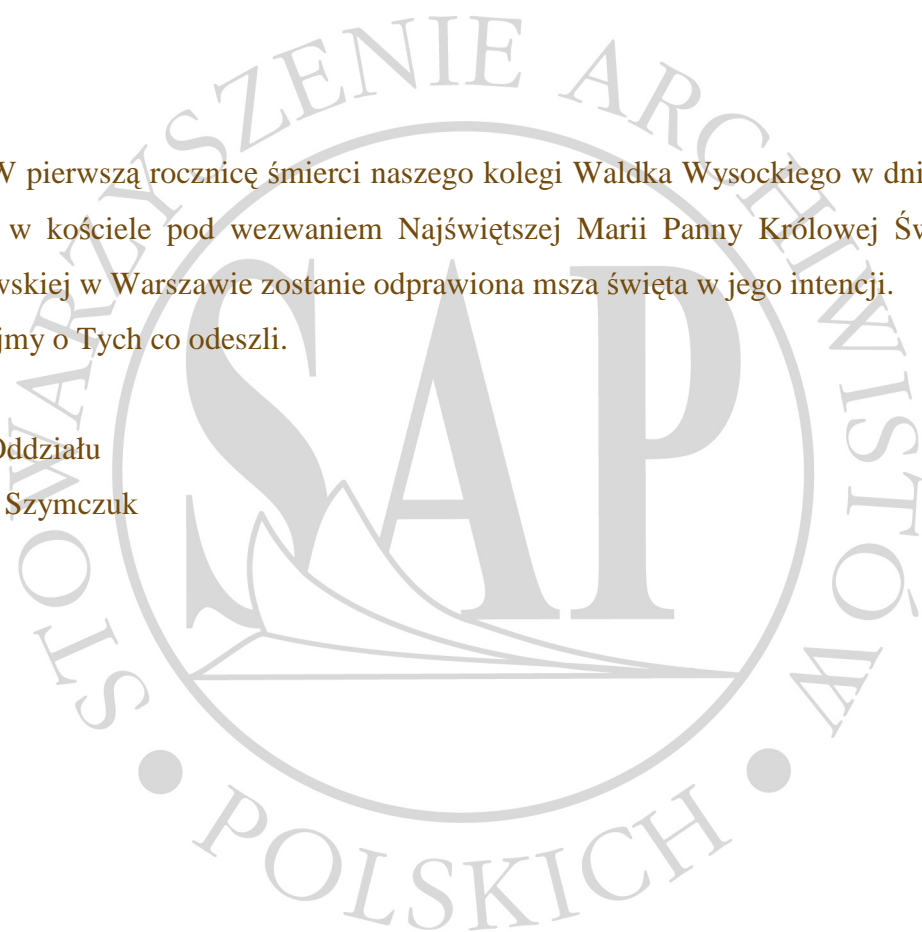 W pierwszą rocznicę śmierci naszego kolegi Waldka Wysockiego w dni
w kościele pod wezwaniem Najświętszej Marii Panny Królowej Św
wskiej w Warszawie zostanie odprawiona msza święta w jego intencji.
jmy o Tych co odeszli.
Oddziału
Szymczuk
STOWARZYSZENIE ARCHIWISTÓW
SAP
• POLSKICH •